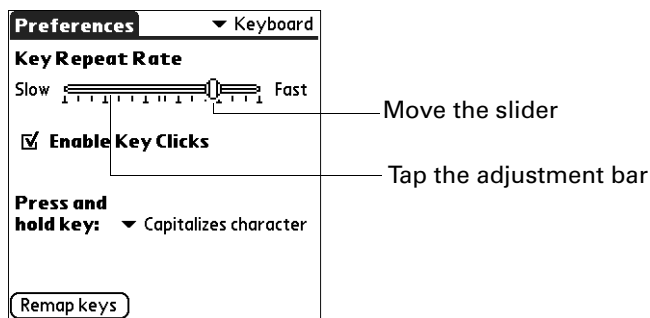 Preferences
Keyboard
Key Repeat Rate
Slow
Fast
Move the slider
Enable Key Clicks
Tap the adjustment bar
Press and
hold key:
Capitalizes character
Remap keys